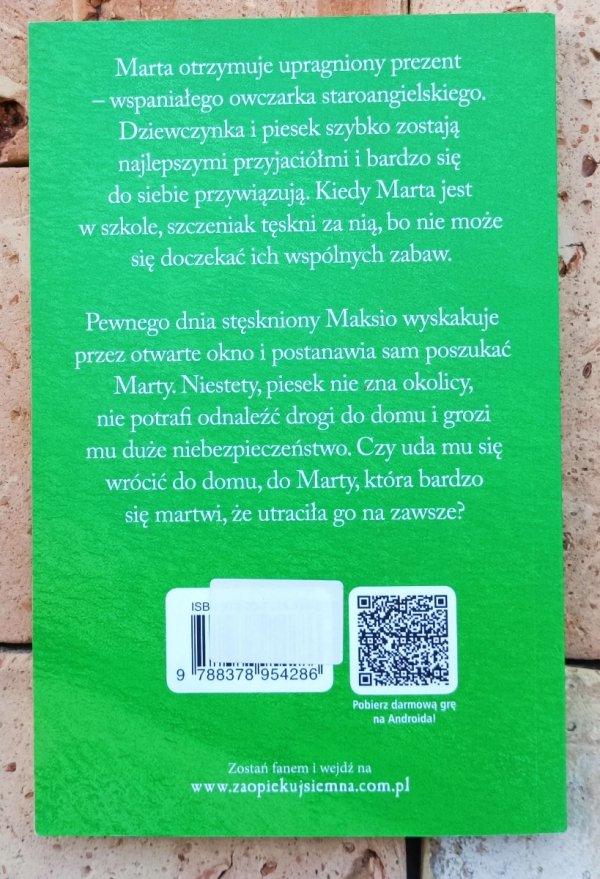 Marta otrzymuje upragniony prezent
– wspaniałego owczarka staroangielskiego.
Dziewczynka i piesek szybko zostają
najlepszymi przyjaciółmi i bardzo się
do siebie przywiązują. Kiedy Marta jest
w szkole, szczeniak tęskni za nią, bo nie może
się doczekać ich wspólnych zabaw.
Pewnego dnia stęskniony Maksio wyskakuje
przez otwarte okno i postanawia sam poszukać
Marty. Niestety, piesek nie zna okolicy,
nie potrafi odnaleźć drogi do domu i grozi
mu duże niebezpieczeństwo. Czy uda mu się
wrócić do domu, do Marty, która bardzo
się martwi, że utraciła go na zawsze?
ISB
9 788378 954286
Pobierz darmową grę
na Androida!
Zostań fanem i wejdź na
www.zaopiekujsiemna.com.pl